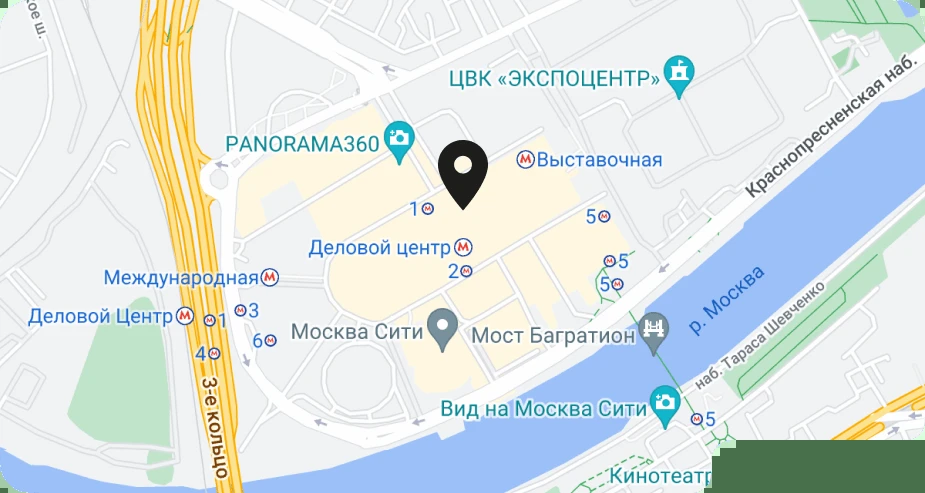 кое ш.
ЦВК «ЭКСПОЦЕНТР»
Краснопресненская наб.
PANORAMA360
Выставочная
1
5
Деловой центр
5
2
5
Международная
р. Москва
Деловой Центр
1
3
6
4
Москва Сити
Мост Багратион
наб. Тараса Шевченко
3-е кольцо
Вид на Москва Сити
5
Кинотеатр